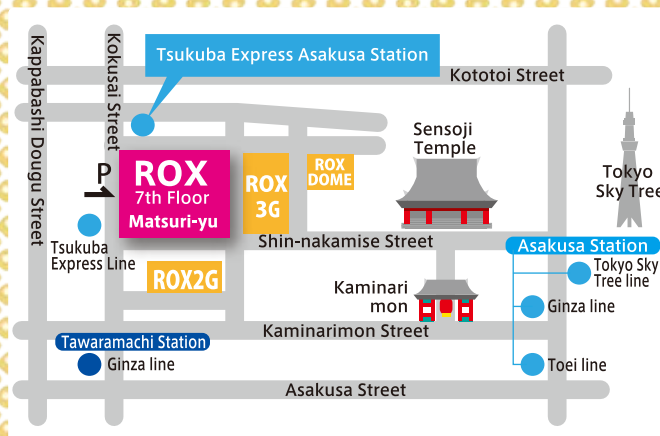 Tsukuba Express Asakusa Station
Kototoi Street
Kappabashi Dougu Street
Kokusai Street
P
ROX
7th Floor
Matsuri-yu
ROX
3G
ROX
DOME
Sensoji
Temple
Tokyo
Sky Tree
Tsukuba
Express Line
Shin-nakamise Street
Asakusa Station
Tokyo Sky
Tree line
ROX2G
Kaminari
mon
Ginza line
Kaminarimon Street
Tawaramachi Station
Ginza line
Toei line
Asakusa Street